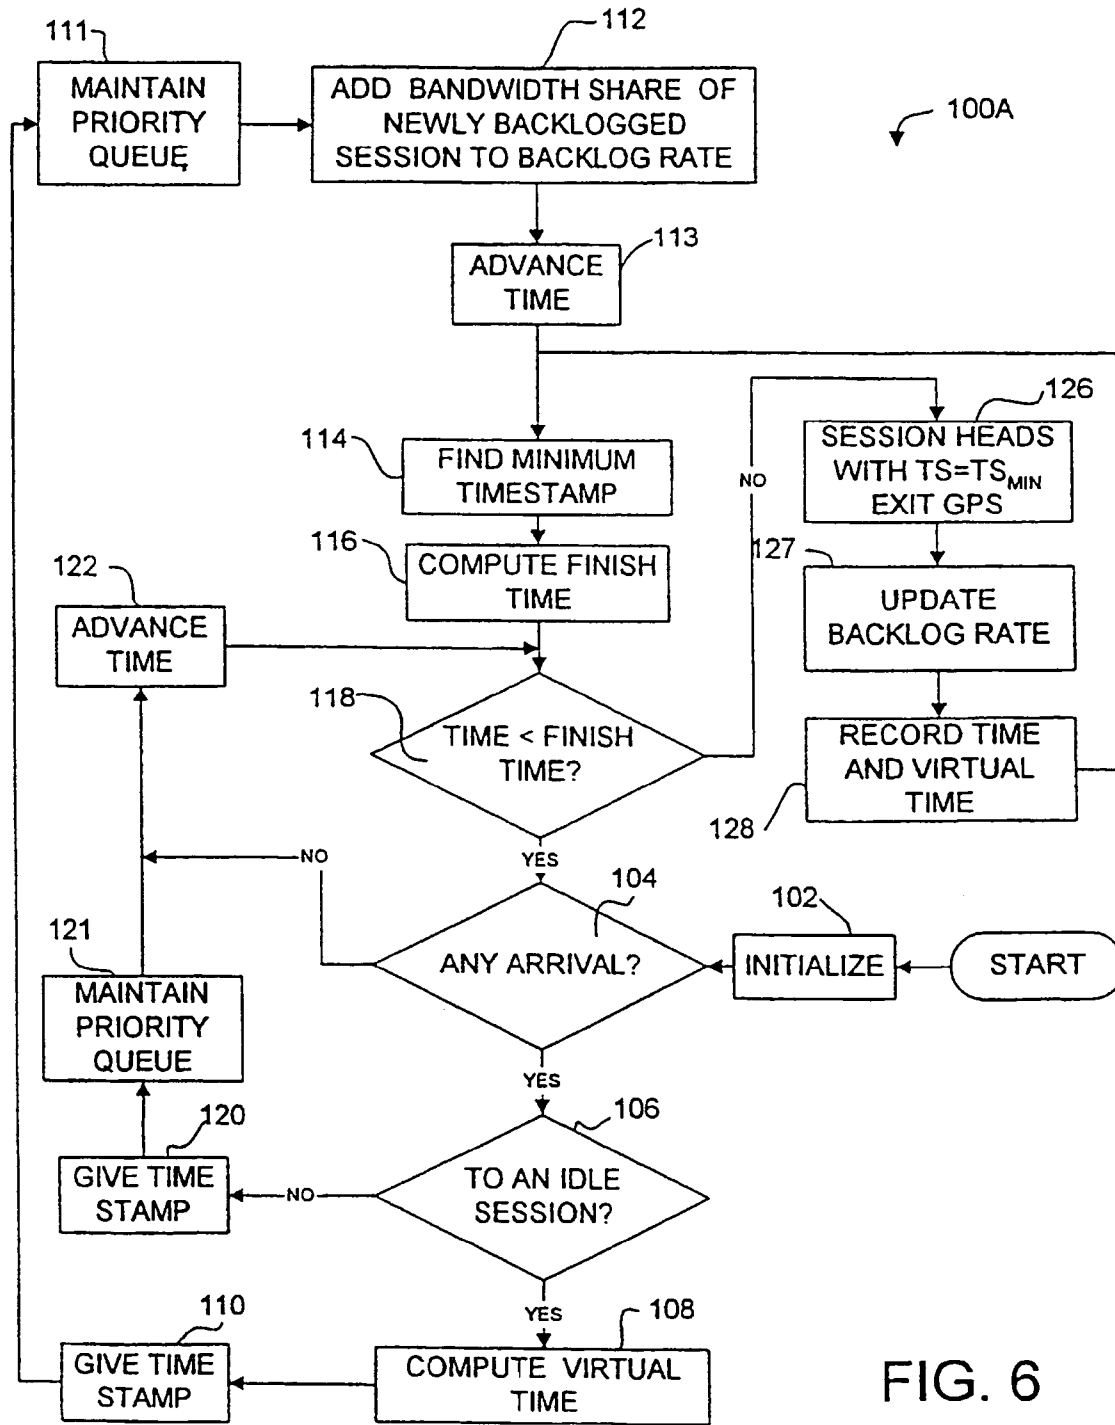 111
MAINTAIN
PRIORITY
QUEUE
112
ADD BANDWIDTH SHARE OF
NEWLY BACKLOGGED
SESSION TO BACKLOG RATE
100A
113
ADVANCE
TIME
114
FIND MINIMUM
TIMESTAMP
116
COMPUTE FINISH
TIME
NO
126
SESSION HEADS
WITH TS=TSMIN
EXIT GPS
127
UPDATE
BACKLOG RATE
128
RECORD TIME
AND VIRTUAL
TIME
122
ADVANCE
TIME
118
TIME < FINISH
TIME?
YES
NO
104
ANY ARRIVAL?
102
INITIALIZE
START
121
MAINTAIN
PRIORITY
QUEUE
YES
120
GIVE TIME
STAMP
NO
106
TO AN IDLE
SESSION?
YES
110
GIVE TIME
STAMP
108
COMPUTE VIRTUAL
TIME
FIG. 6